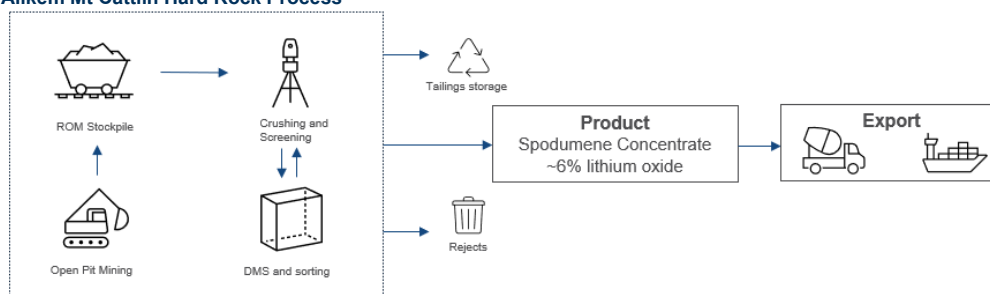 Allkem Mt Cattlin Hard Rock Process
ROM Stockpile
Crushing and
Screening
Open Pit Mining
DMS and sorting
Tailings storage
Product
Spodumene Concentrate
~6% lithium oxide
Rejects
Export